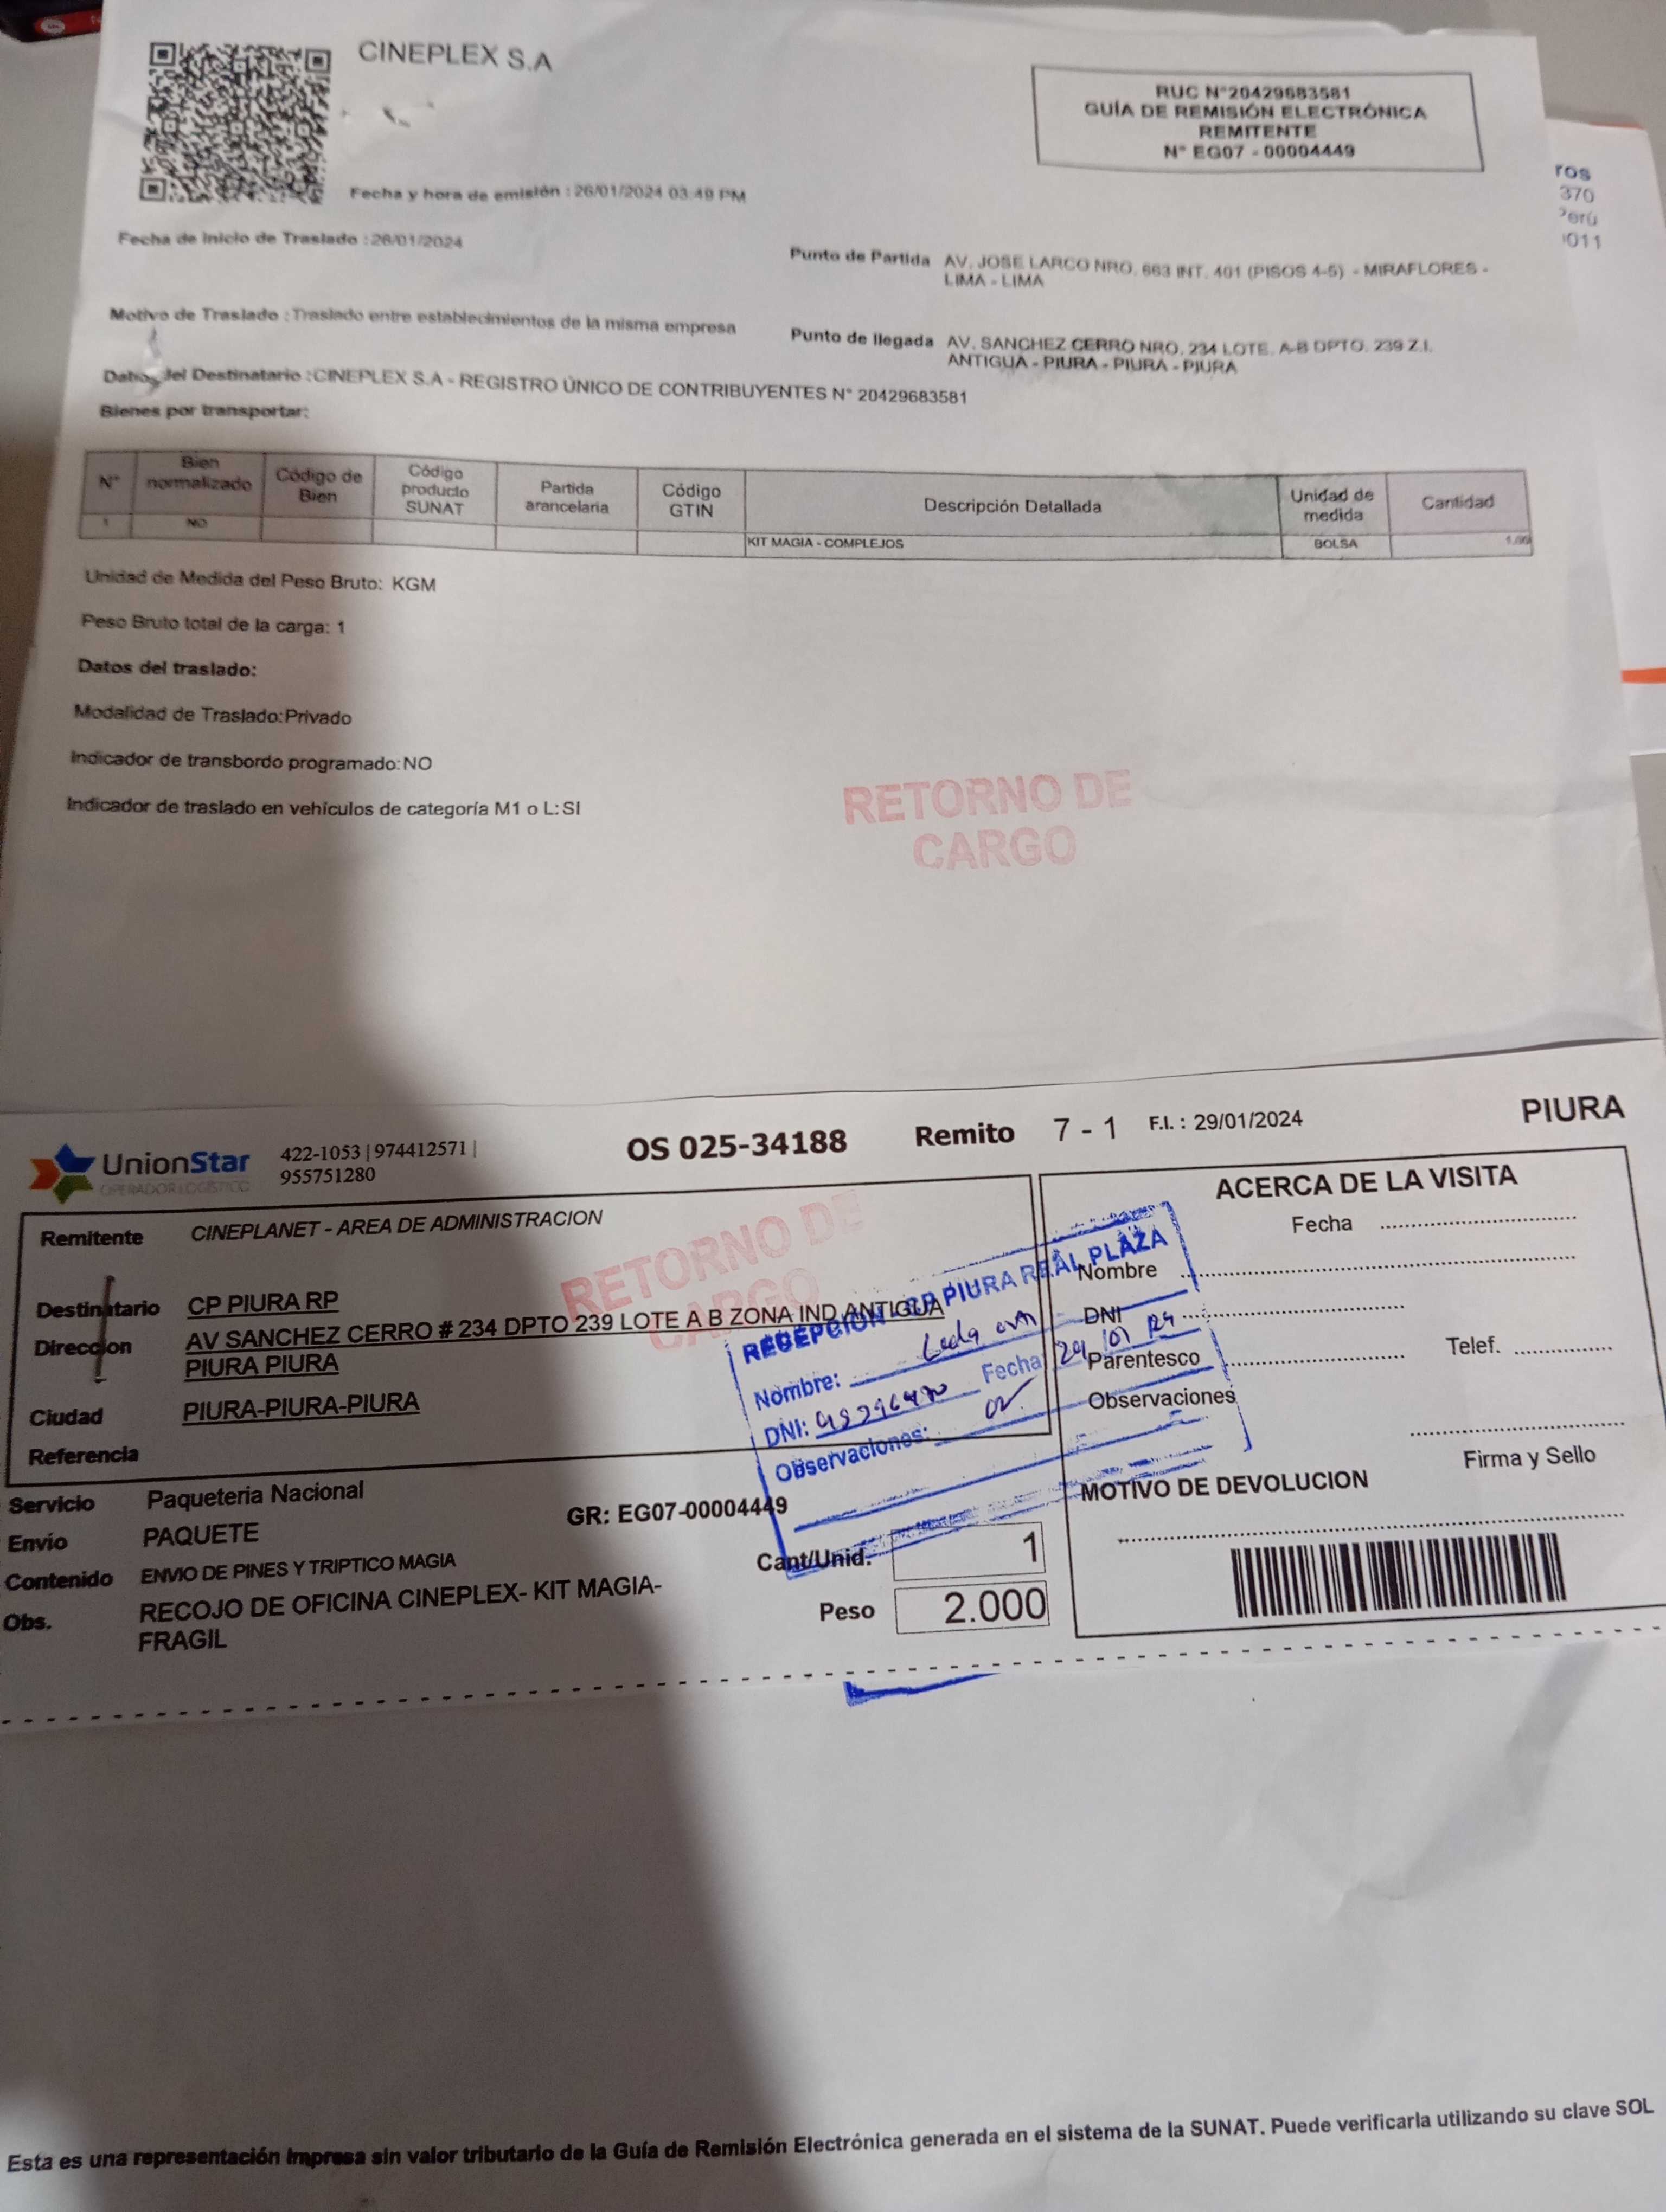 CINEPLEX S.A
RUC N°20429683581
GUÍA DE REMISIÓN ELECTRÓNICA
REMITENTE
N° EG07 - 00004449
ros
370
Perú
Fecha y hora de emisión : 26/01/2024 03:49 PM
Fecha de Inicio de Traslado : 26/01/2024
Punto de Partida AV. JOSE LARCO NRO. 663 INT. 401 (PISOS 4-5) - MIRAFLORES -
LIMA - LIMA
Motivo de Traslado : Traslado entre establecimientos de la misma empresa
Punto de llegada AV. SANCHEZ CERRO NRO. 234 LOTE. A-B DPTO. 239 Z.I.
ANTIGUA - PIURA - PIURA - PIURA
Datos del Destinatario : CINEPLEX S.A - REGISTRO ÚNICO DE CONTRIBUYENTES N° 20429683581
Bienes por transportar:
N° Bien normalizado Código de Bien Código producto SUNAT Partida arancelaria Código GTIN Descripción Detallada Unidad de medida Cantidad
1 NO KIT MAGIA - COMPLEJOS BOLSA
Unidad de Medida del Peso Bruto: KGM
Peso Bruto total de la carga: 1
Datos del traslado:
Modalidad de Traslado: Privado
Indicador de transbordo programado: NO
Indicador de traslado en vehículos de categoría M1 o L: SI
RETORNO DE
CARGO
UnionStar
OPERADOR LOGÍSTICO
422-1053 | 974412571 |
955751280
OS 025-34188 Remito 7 - 1 F.I. : 29/01/2024 PIURA
Remitente CINEPLANET - AREA DE ADMINISTRACION
Destinatario CP PIURA RP
Direccion AV SANCHEZ CERRO # 234 DPTO 239 LOTE A B ZONA IND ANTIGUA
PIURA PIURA
Ciudad PIURA-PIURA-PIURA
Referencia
RETORNO DE
CARGO
RECEPCION - CP PIURA REAL PLAZA
Nombre:
Fecha 29 01 24
DNI:
Observaciones:
ACERCA DE LA VISITA
Fecha
Nombre
DNI
Parentesco Telef.
Observaciones
Firma y Sello
MOTIVO DE DEVOLUCION
Servicio Paqueteria Nacional
Envio PAQUETE
GR: EG07-00004449
Contenido ENVIO DE PINES Y TRIPTICO MAGIA
Cant/Unid. 1
Obs. RECOJO DE OFICINA CINEPLEX- KIT MAGIA-
FRAGIL
Peso 2.000
Esta es una representación impresa sin valor tributario de la Guía de Remisión Electrónica generada en el sistema de la SUNAT. Puede verificarla utilizando su clave SOL